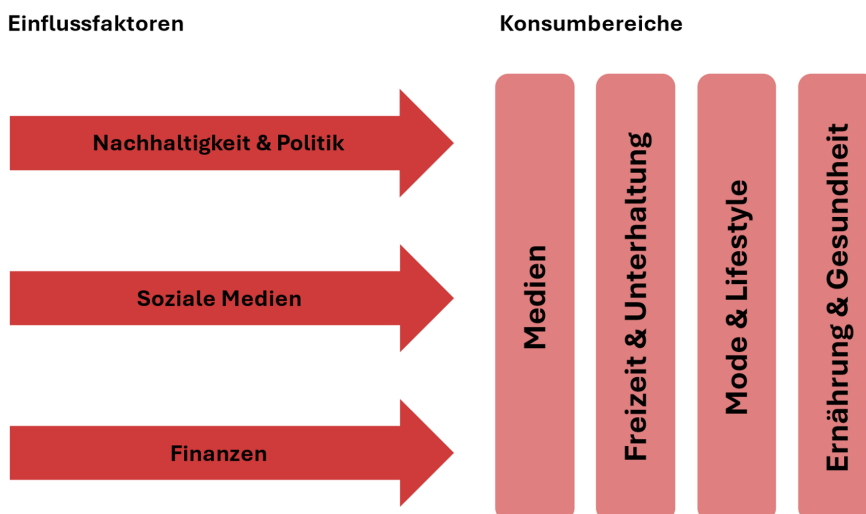 Einflussfaktoren
Konsumbereiche
Nachhaltigkeit & Politik
Soziale Medien
Finanzen
Medien
Freizeit & Unterhaltung
Mode & Lifestyle
Ernährung & Gesundheit